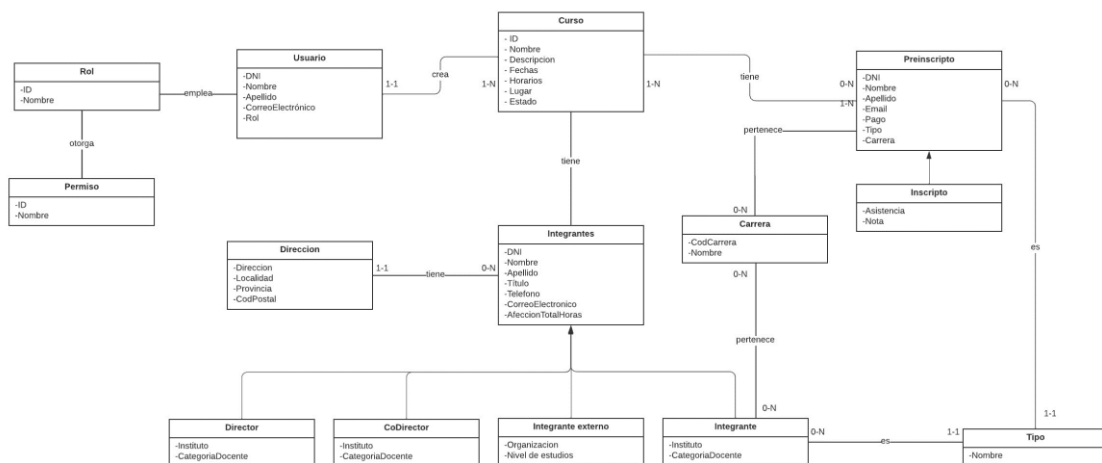 Curso
- ID
- Nombre
- Descripcion
- Fechas
- Horarios
- Lugar
- Estado
Usuario
-DNI
-Nombre
-Apellido
-CorreoElectrónico
-Rol
Rol
-ID
-Nombre
emplea
1-1
crea
1-N
1-N
tiene
0-N
1-N
Preinscripto
-DNI
-Nombre
-Apellido
-Email
-Pago
-Tipo
-Carrera
0-N
otorga
Permiso
-ID
-Nombre
tiene
pertenece
Inscripto
-Asistencia
-Nota
0-N
Carrera
-CodCarrera
-Nombre
0-N
es
Direccion
-Direccion
-Localidad
-Provincia
-CodPostal
1-1
tiene
0-N
Integrantes
-DNI
-Nombre
-Apellido
-Título
-Telefono
-CorreoElectronico
-AfeccionTotalHoras
pertenece
0-N
Director
-Instituto
-CategoriaDocente
CoDirector
-Instituto
-CategoriaDocente
Integrante externo
-Organizacion
-Nivel de estudios
Integrante
-Instituto
-CategoriaDocente
0-N
es
1-1
1-1
Tipo
-Nombre